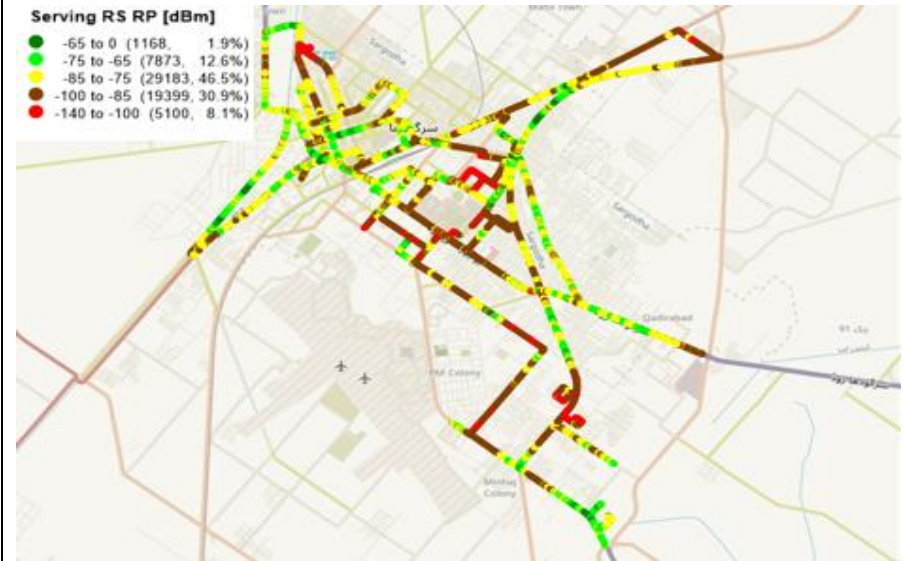 Serving RS RP [dBm]
-65 to 0 (1168, 1.9%)
-75 to -65 (7873, 12.6%)
-85 to -75 (29183, 46.5%)
-100 to -85 (19399, 30.9%)
-140 to -100 (5100, 8.1%)
Town
Sargodha
Sargodha
Sargodha
Qadirabad
PAF Colony
Colony